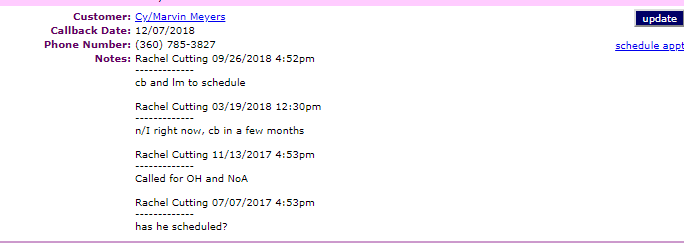 Customer: Cy/Marvin Meyers
update
Callback Date: 12/07/2018
Phone Number: (360) 785-3827
schedule appt
Notes: Rachel Cutting 09/26/2018 4:52pm
-------------
cb and lm to schedule
Rachel Cutting 03/19/2018 12:30pm
-------------
n/I right now, cb in a few months
Rachel Cutting 11/13/2017 4:53pm
-------------
Called for OH and NoA
Rachel Cutting 07/07/2017 4:53pm
-------------
has he scheduled?